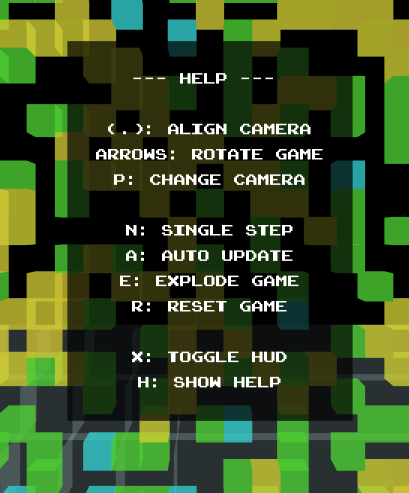 --- HELP ---
(.): ALIGN CAMERA
ARROWS: ROTATE GAME
P: CHANGE CAMERA
N: SINGLE STEP
A: AUTO UPDATE
E: EXPLODE GAME
R: RESET GAME
X: TOGGLE HUD
H: SHOW HELP